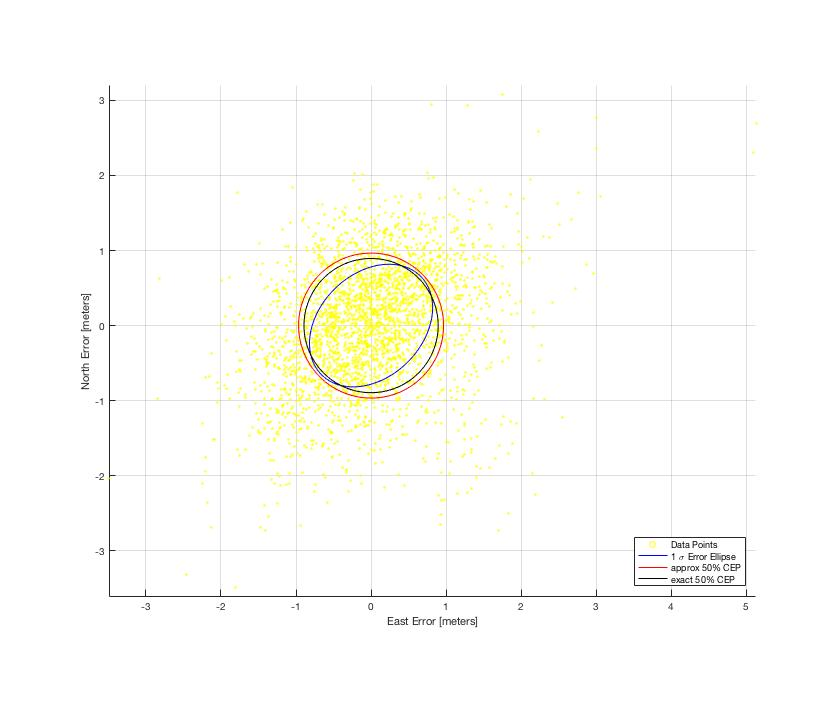 3
2
1
0
-1
-2
-3
North Error [meters]
-3
-2
-1
0
1
2
3
4
5
East Error [meters]
Data Points
1 σ Error Ellipse
approx 50% CEP
exact 50% CEP